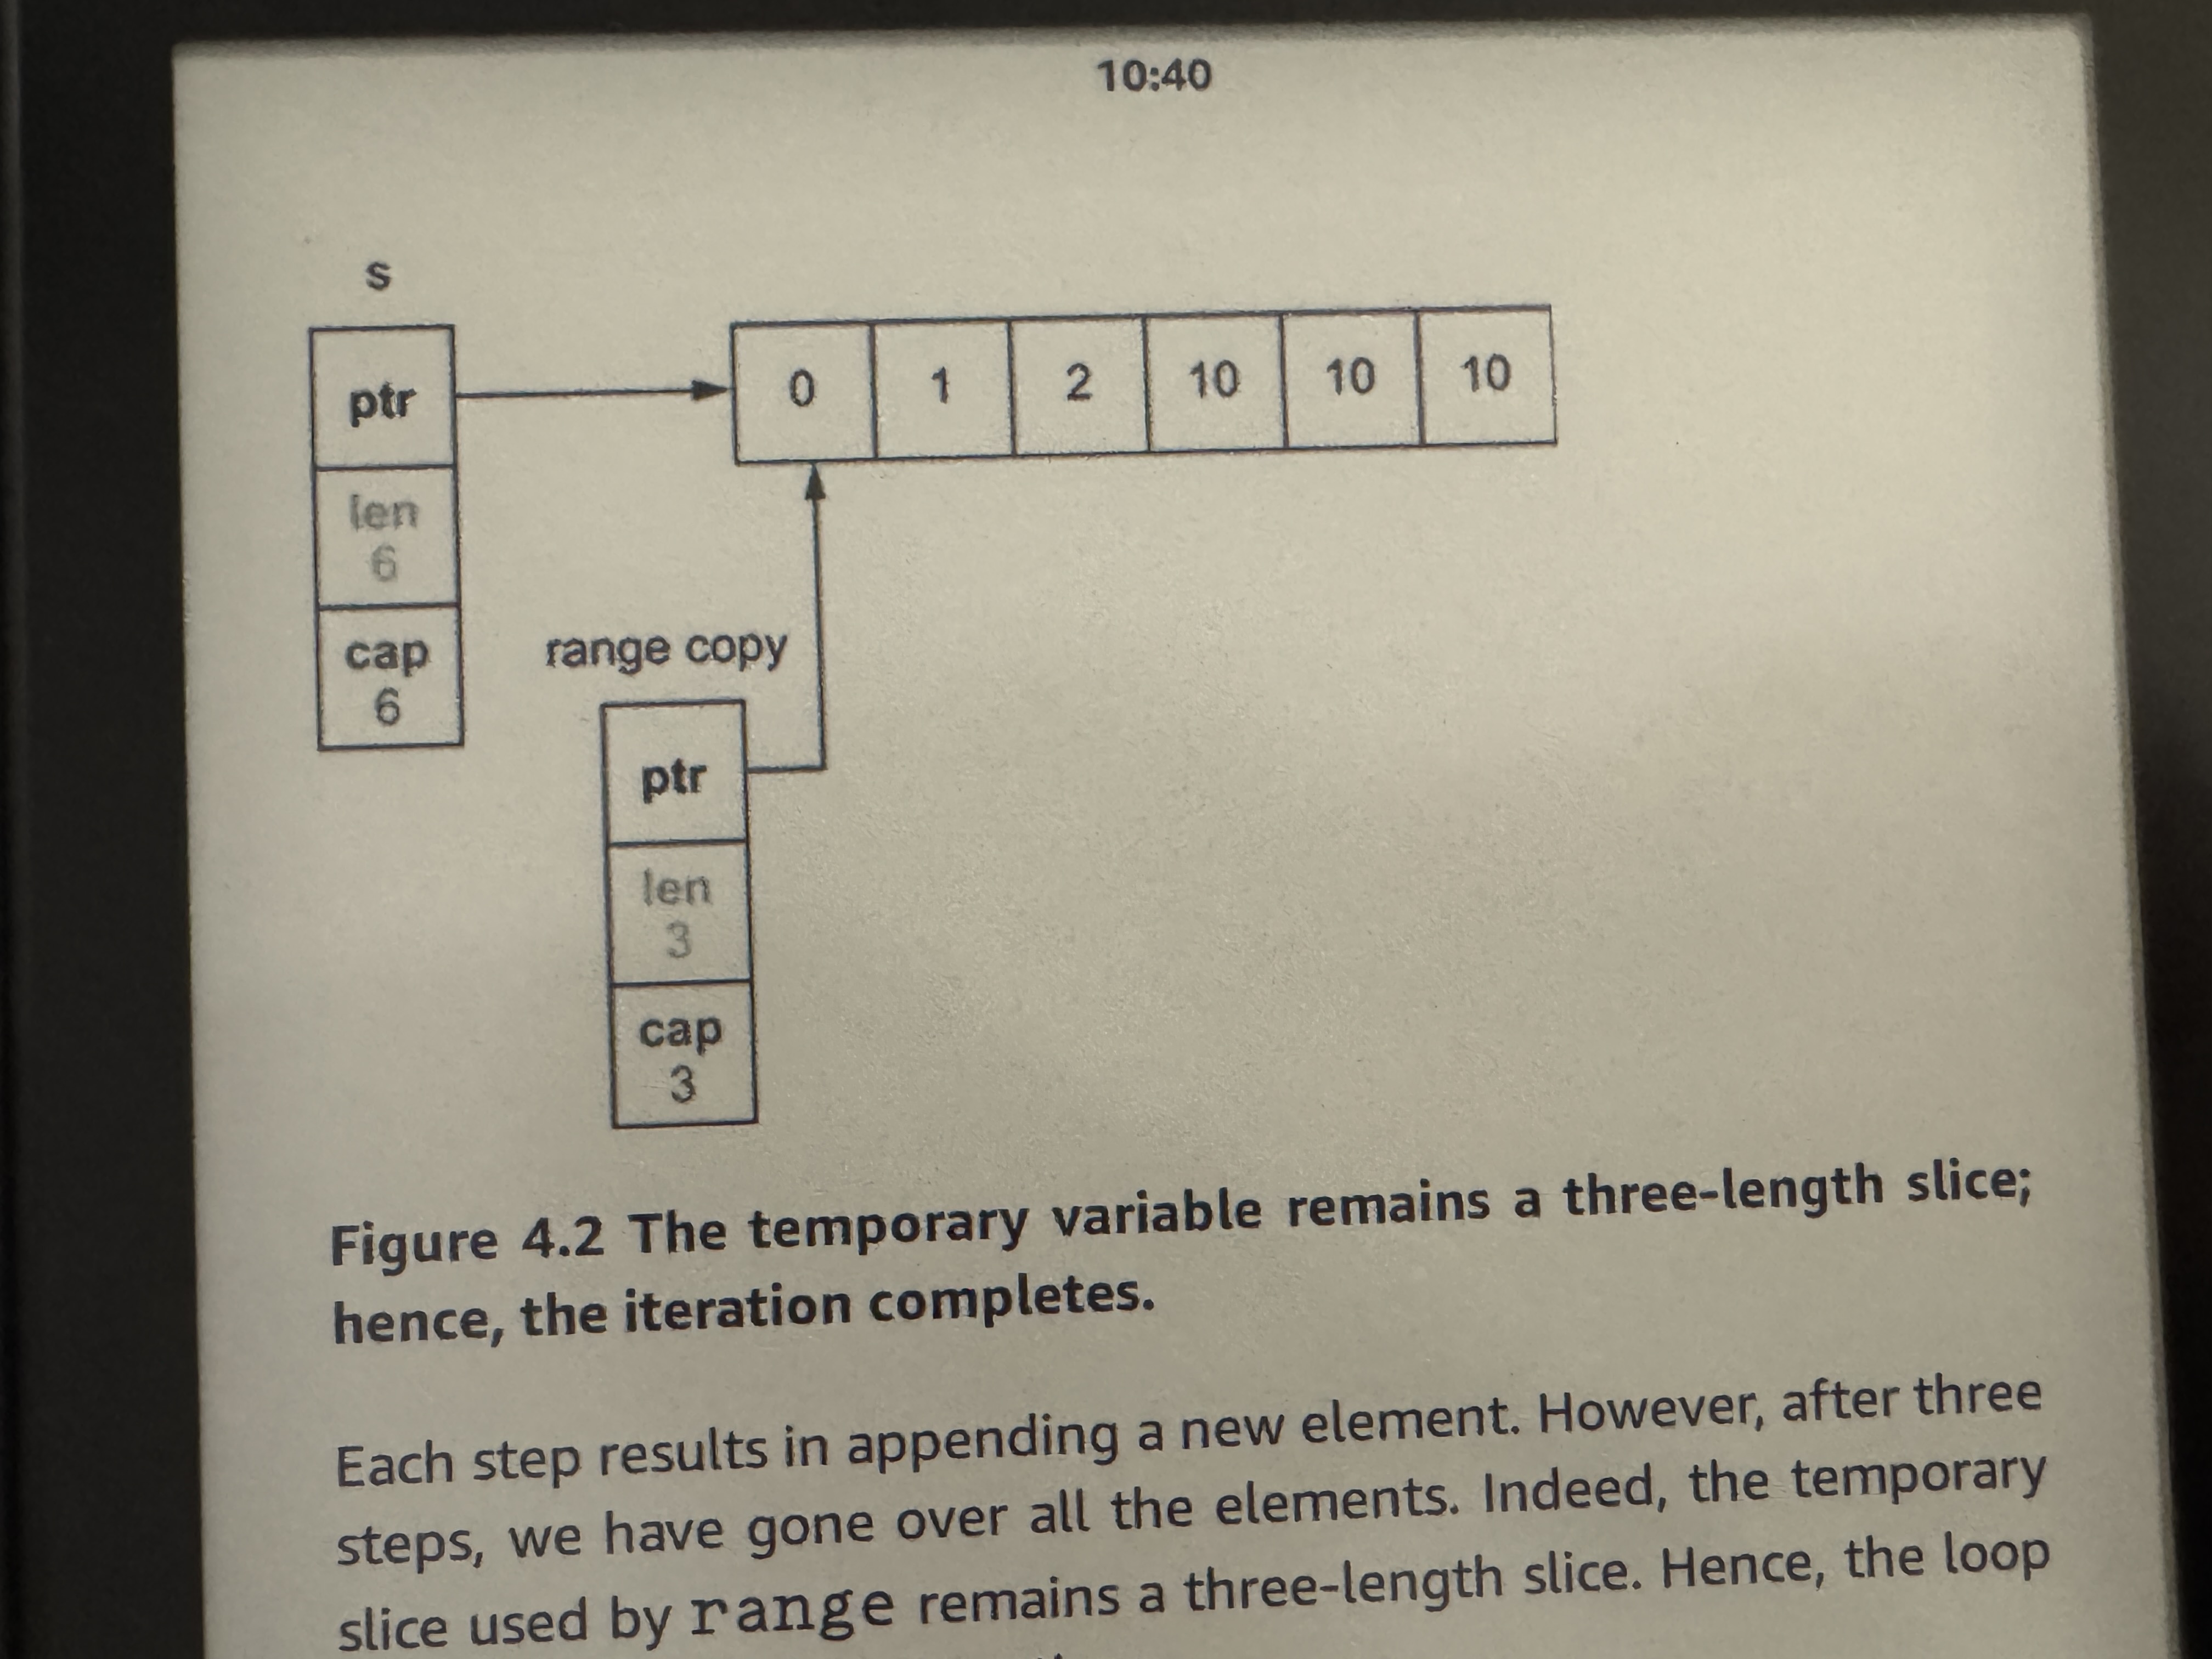 10:40
s
ptr
len
6
cap
6
0 1 2 10 10 10
range copy
ptr
len
3
cap
3
Figure 4.2 The temporary variable remains a three-length slice;
hence, the iteration completes.
Each step results in appending a new element. However, after three
steps, we have gone over all the elements. Indeed, the temporary
slice used by range remains a three-length slice. Hence, the loop